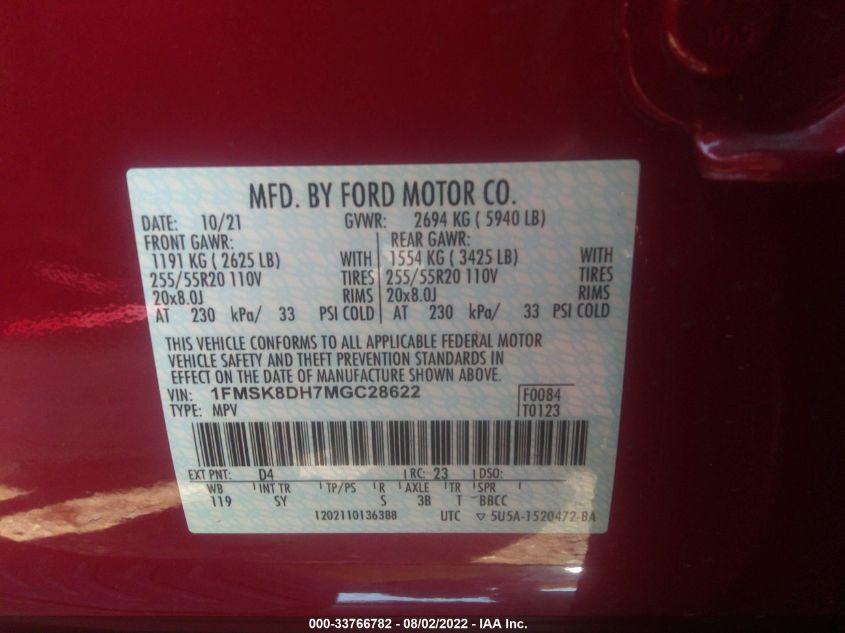 MFD. BY FORD MOTOR CO.
DATE: 10/21 GVWR: 2694 KG ( 5940 LB)
FRONT GAWR: REAR GAWR:
1191 KG ( 2625 LB) WITH 1554 KG ( 3425 LB) WITH
255/55R20 110V TIRES 255/55R20 110V TIRES
20x8.0J RIMS 20x8.0J RIMS
AT 230 kPa/ 33 PSI COLD AT 230 kPa/ 33 PSI COLD
THIS VEHICLE CONFORMS TO ALL APPLICABLE FEDERAL MOTOR
VEHICLE SAFETY AND THEFT PREVENTION STANDARDS IN
EFFECT ON THE DATE OF MANUFACTURE SHOWN ABOVE.
VIN: 1FMSK8DH7MGC28622 F0084
TYPE: MPV T0123
EXT PNT: D4 RC: 23 DSO:
WB INT TR TP/PS R AXLE TR SPR
119 SY S 3B T BBCC
1202110136388 UTC ▽ 5U5A-1520472-BA
000-33766782 - 08/02/2022 - IAA Inc.